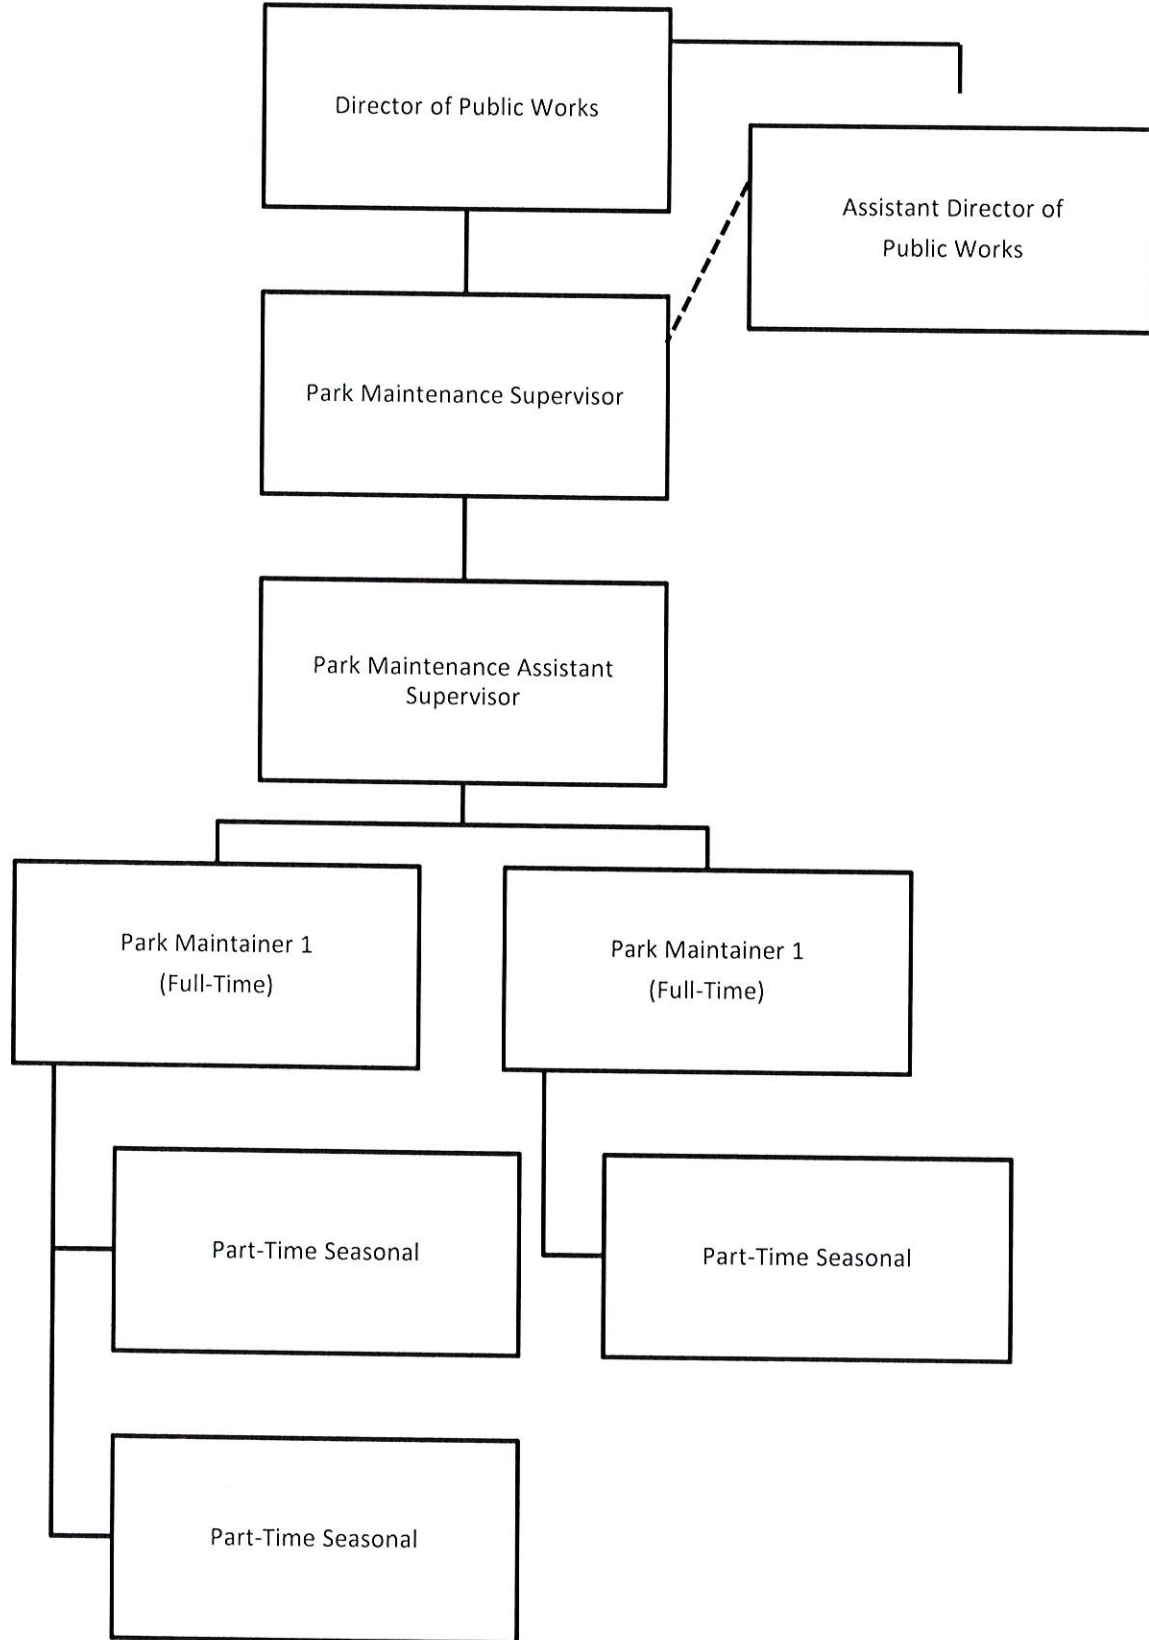 Director of Public Works
Assistant Director of
Public Works
Park Maintenance Supervisor
Park Maintenance Assistant
Supervisor
Park Maintainer 1
(Full-Time)
Park Maintainer 1
(Full-Time)
Part-Time Seasonal
Part-Time Seasonal
Part-Time Seasonal